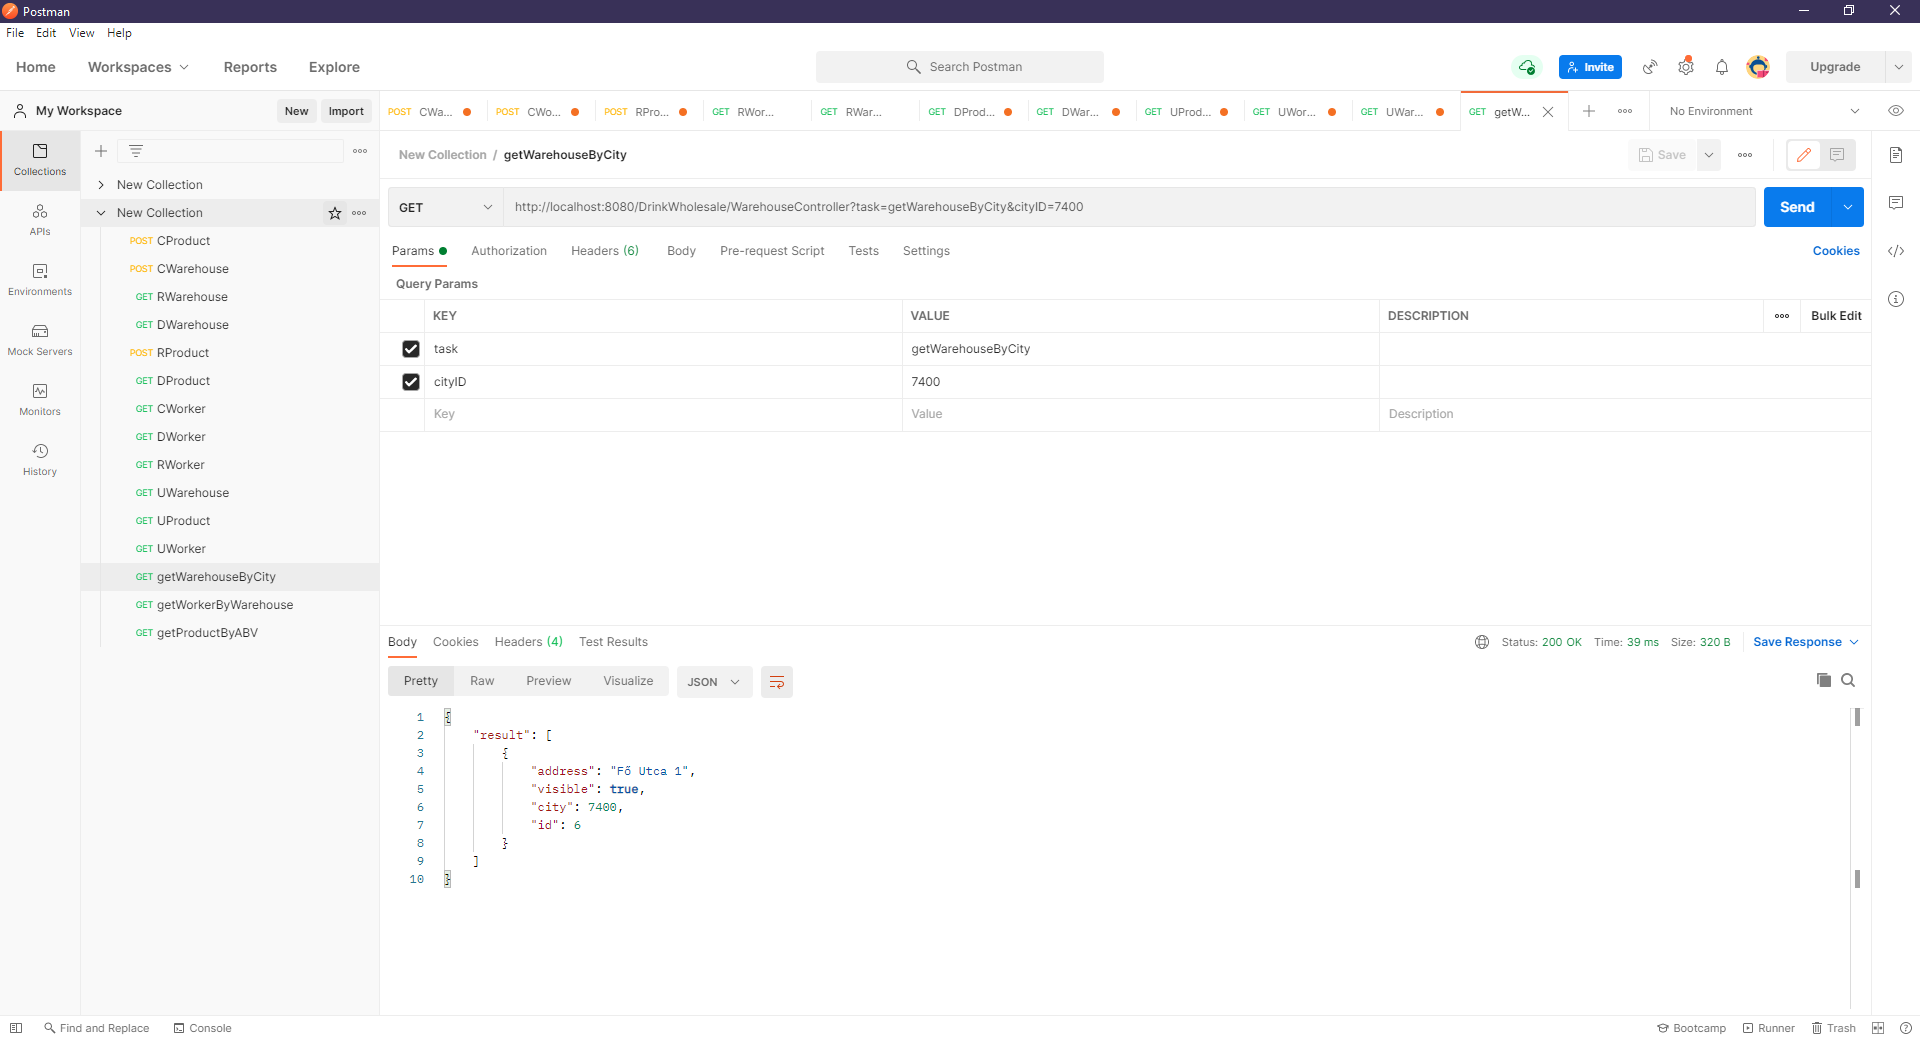 Postman
File Edit View Help
Home Workspaces Reports Explore
Search Postman
Invite
Upgrade
My Workspace
New Import
POST CWa... POST CWo... POST RPro... GET RWor... GET RWar... GET DProd... GET DWar... GET UProd... GET UWor... GET UWar... GET getW...
No Environment
Collections
APIs
Environments
Mock Servers
Monitors
History
New Collection
New Collection
POST CProduct
POST CWarehouse
GET RWarehouse
GET DWarehouse
POST RProduct
GET DProduct
GET CWorker
GET DWorker
GET RWorker
GET UWarehouse
GET UProduct
GET UWorker
GET getWarehouseByCity
GET getWorkerByWarehouse
GET getProductByABV
New Collection / getWarehouseByCity
Save
GET http://localhost:8080/DrinkWholesale/WarehouseController?task=getWarehouseByCity&cityID=7400
Send
Params Authorization Headers (6) Body Pre-request Script Tests Settings
Cookies
Query Params
KEY VALUE DESCRIPTION
Bulk Edit
task getWarehouseByCity
cityID 7400
Key Value Description
Body Cookies Headers (4) Test Results
Status: 200 OK Time: 39 ms Size: 320 B
Save Response
Pretty Raw Preview Visualize JSON
1 {
2 "result": [
3 {
4 "address": "Fő Utca 1",
5 "visible": true,
6 "city": 7400,
7 "id": 6
8 }
9 ]
10 }
Find and Replace Console
Bootcamp Runner Trash